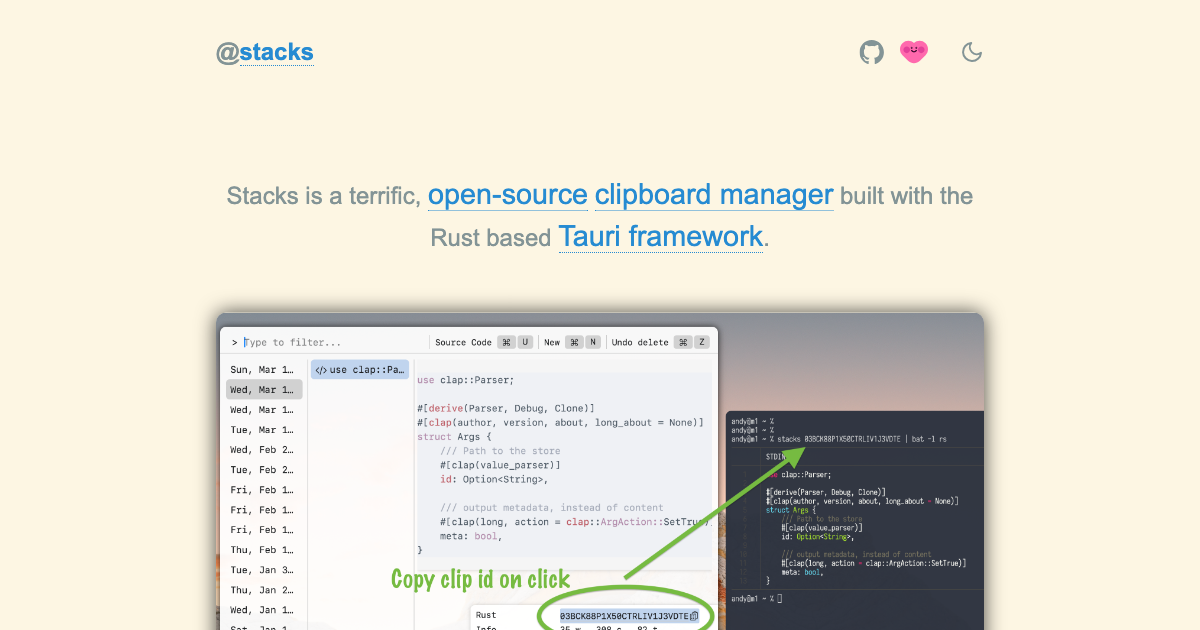 @stacks
Stacks is a terrific, open-source clipboard manager built with the
Rust based Tauri framework.
> Type to filter...
Source Code ⌘ U
New ⌘ N
Undo delete ⌘ Z
Sun, Mar 1…
Wed, Mar 1…
Wed, Mar 1…
Tue, Mar 1…
Wed, Feb 2…
Tue, Feb 2…
Fri, Feb 1…
Fri, Feb 1…
Fri, Feb 1…
Thu, Feb 1…
Tue, Jan 3…
Thu, Jan 2…
Wed, Jan 1…
</> use clap::Pa…
use clap::Parser;
#[derive(Parser, Debug, Clone)]
#[clap(author, version, about, long_about = None)]
struct Args {
/// Path to the store
#[clap(value_parser)]
id: Option<String>,
/// output metadata, instead of content
#[clap(long, action = clap::ArgAction::SetTrue)
meta: bool,
}
Copy clip id on click
Rust
03BCK88P1X50CTRLIV1J3VDTE
andy@m1 ~ %
andy@m1 ~ %
andy@m1 ~ % stacks 03BCK88P1X50CTRLIV1J3VDTE | bat -l rs
STDIN
use clap::Parser;
#[derive(Parser, Debug, Clone)]
#[clap(author, version, about, long_about = None)]
struct Args {
/// Path to the store
#[clap(value_parser)]
id: Option<String>,
/// output metadata, instead of content
#[clap(long, action = clap::ArgAction::SetTrue)]
meta: bool,
}
andy@m1 ~ %